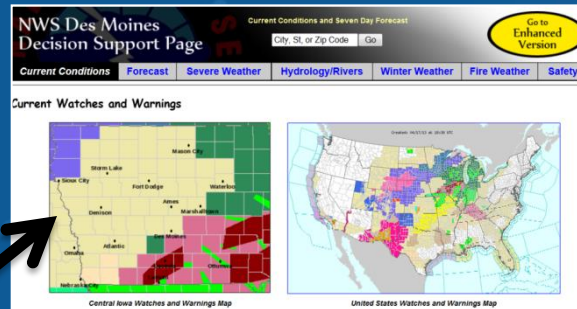 NWS Des Moines
Decision Support Page
Current Conditions and Seven Day Forecast
City, St, or Zip Code Go
Go to
Enhanced
Version
Current Conditions Forecast Severe Weather Hydrology/Rivers Winter Weather Fire Weather Safety
Current Watches and Warnings
Mason City
Storm Lake
Sioux City
Fort Dodge
Waterloo
Ames
Marshalltown
Denison
Des Moines
Atlantis
Omaha
Ottumwa
Nebraska City
Central Iowa Watches and Warnings Map
United States Watches and Warnings Map